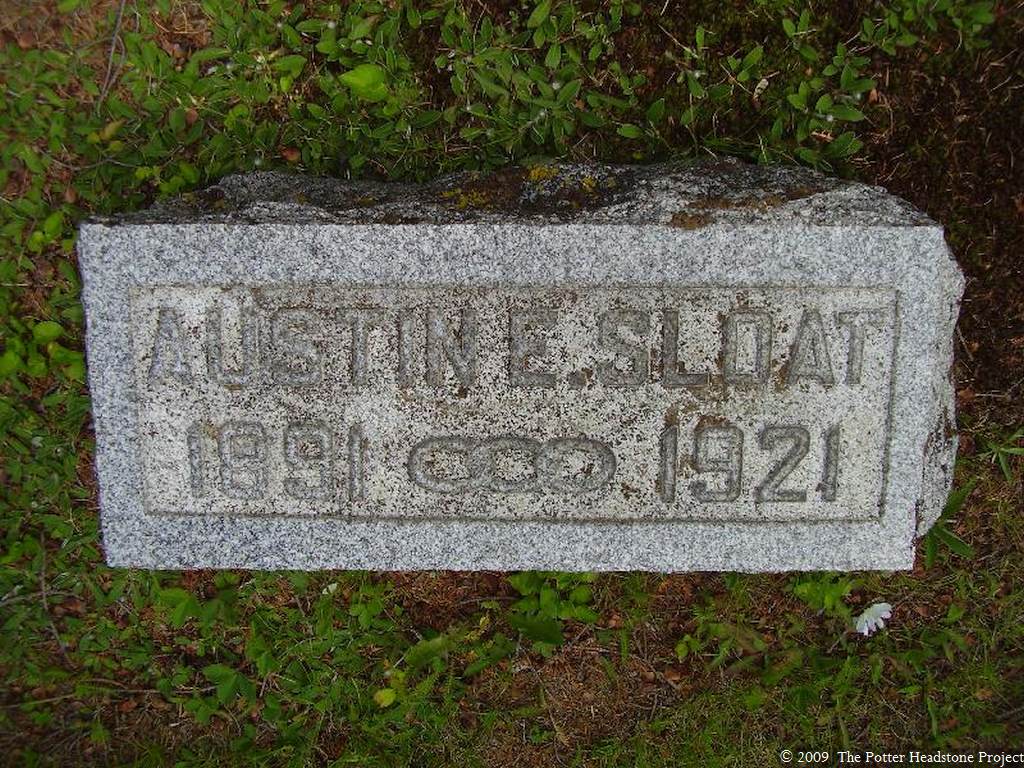 AUSTIN E. SLOAT
1891 1921
© 2009 The Potter Headstone Project